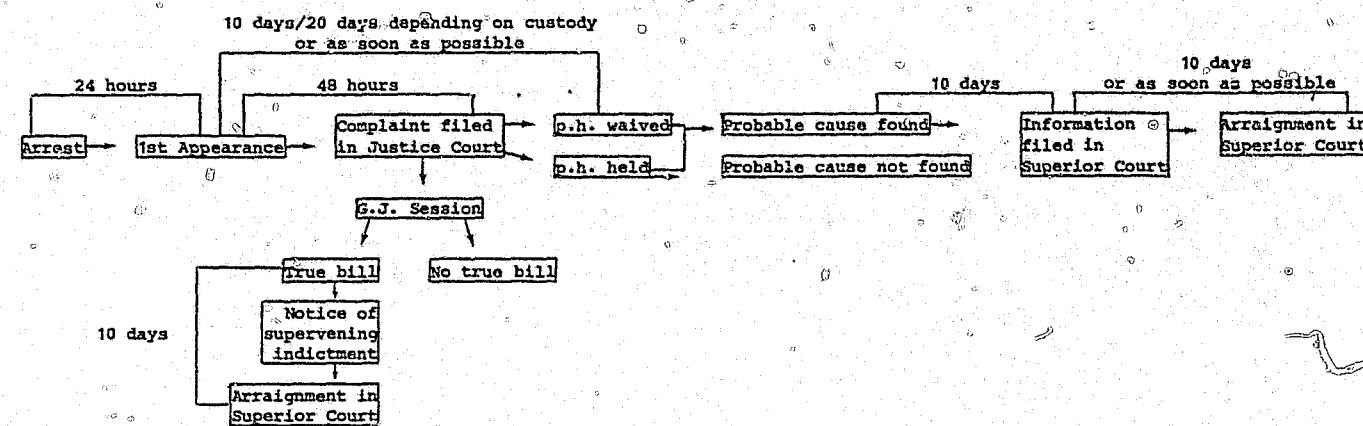 10 days/20 days depending on custody
or as soon as possible
24 hours
48 hours
10 days
10 days
or as soon as possible
Arrest
1st Appearance
Complaint filed
in Justice Court
p.h. waived
p.h. held
Probable cause found
Probable cause not found
Information
filed in
Superior Court
Arraignment in
Superior Court
G.J. Session
True bill
No true bill
10 days
Notice of
supervening
indictment
Arraignment in
Superior Court